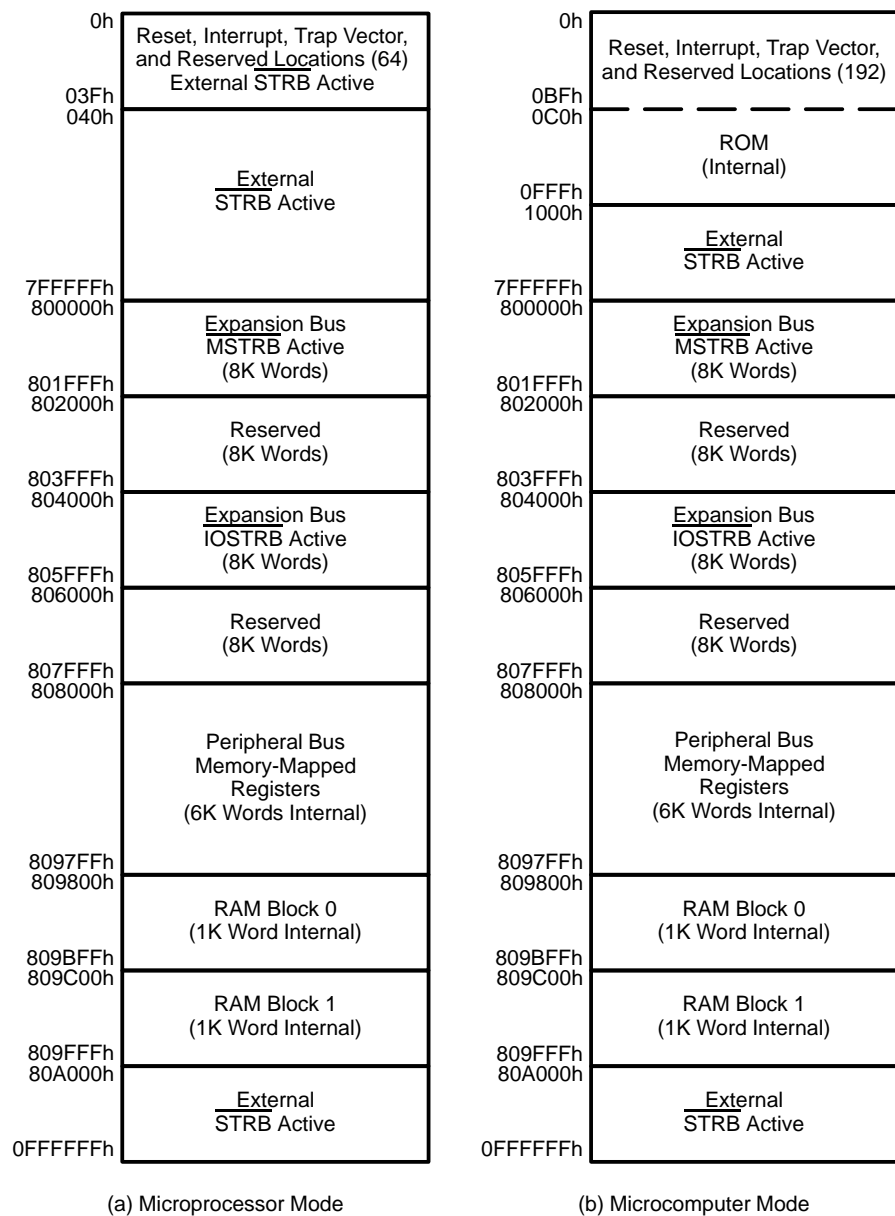 0h
Reset, Interrupt, Trap Vector,
and Reserved Locations (64)
External STRB Active
03Fh
040h
External
STRB Active
7FFFFFh
800000h
Expansion Bus
MSTRB Active
(8K Words)
801FFFh
802000h
Reserved
(8K Words)
803FFFh
804000h
Expansion Bus
IOSTRB Active
(8K Words)
805FFFh
806000h
Reserved
(8K Words)
807FFFh
808000h
Peripheral Bus
Memory-Mapped
Registers
(6K Words Internal)
8097FFh
809800h
RAM Block 0
(1K Word Internal)
809BFFh
809C00h
RAM Block 1
(1K Word Internal)
809FFFh
80A000h
External
STRB Active
0FFFFFFh
(a) Microprocessor Mode
0h
Reset, Interrupt, Trap Vector,
and Reserved Locations (192)
0BFh
0C0h
ROM
(Internal)
0FFFh
1000h
External
STRB Active
7FFFFFh
800000h
Expansion Bus
MSTRB Active
(8K Words)
801FFFh
802000h
Reserved
(8K Words)
803FFFh
804000h
Expansion Bus
IOSTRB Active
(8K Words)
805FFFh
806000h
Reserved
(8K Words)
807FFFh
808000h
Peripheral Bus
Memory-Mapped
Registers
(6K Words Internal)
8097FFh
809800h
RAM Block 0
(1K Word Internal)
809BFFh
809C00h
RAM Block 1
(1K Word Internal)
809FFFh
80A000h
External
STRB Active
0FFFFFFh
(b) Microcomputer Mode